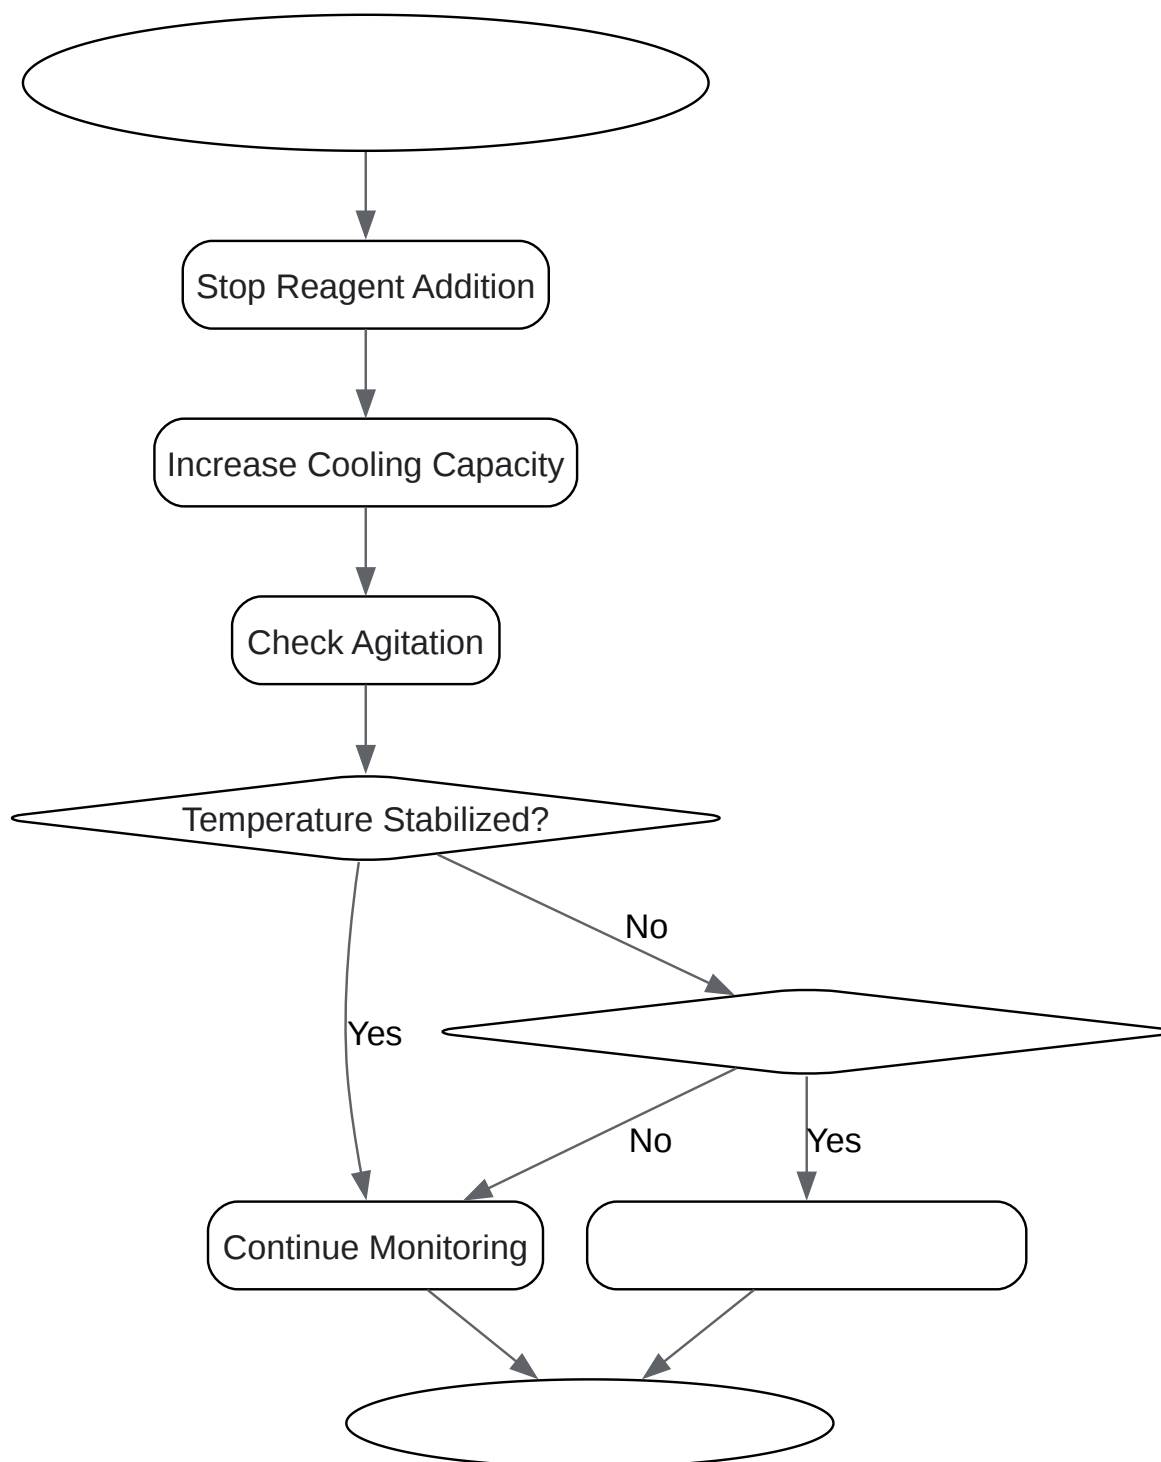 Stop Reagent Addition
Increase Cooling Capacity
Check Agitation
Temperature Stabilized?
No
Yes
No
Yes
Continue Monitoring